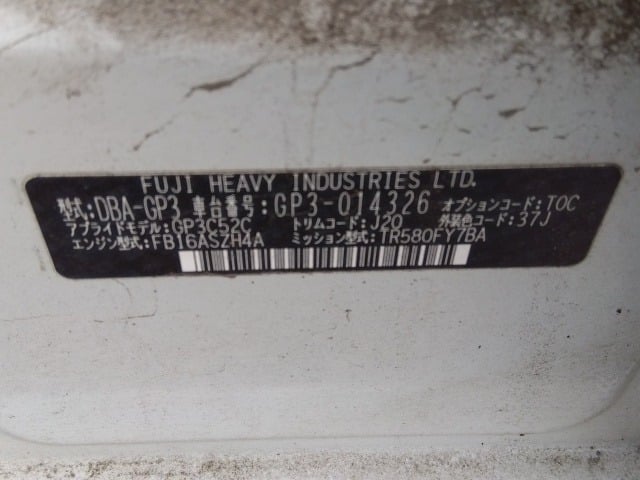 FUJI HEAVY INDUSTRIES LTD.
型式:DBA-GP3 車台番号:GP3-014326 オプションコード:TOC
アプライドモデル:GP3C52C トリムコード:J20 外装色コード:37J
エンジン型式:FB16ASZH4A ミッション型式:TR580FY7BA